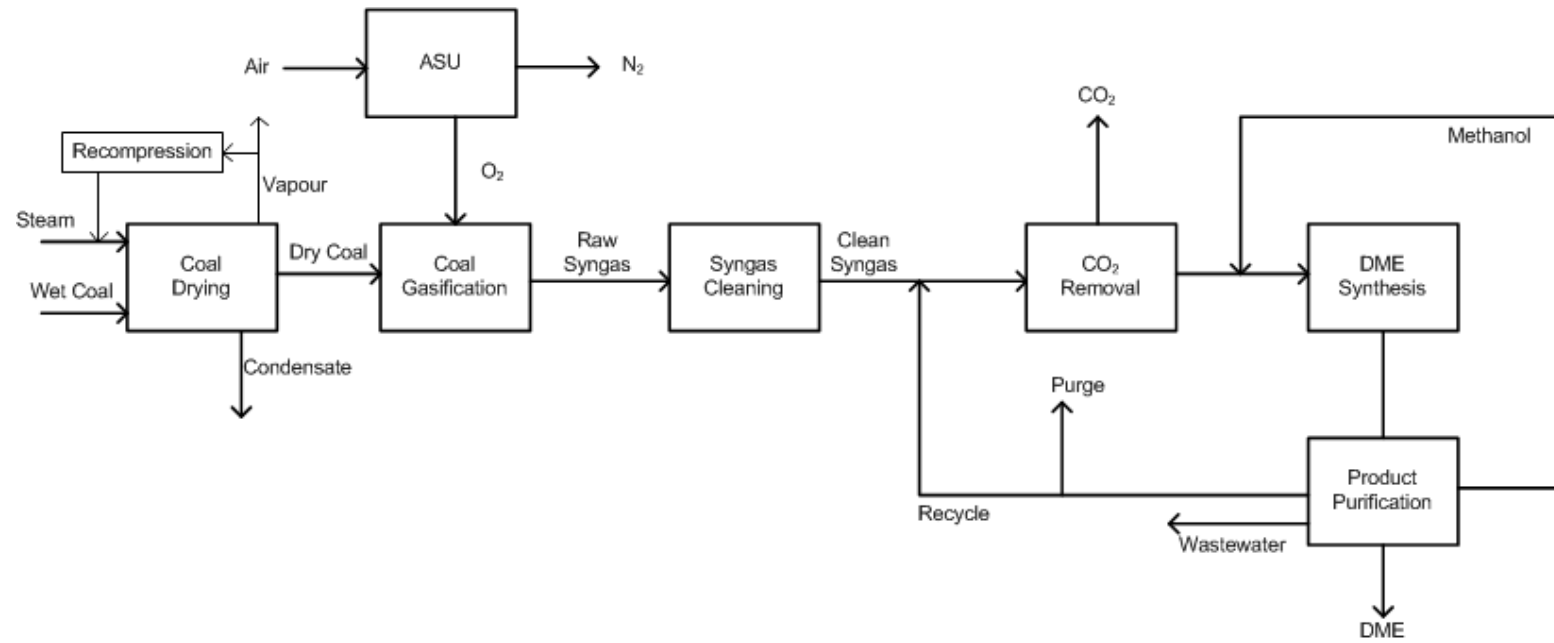 ASU
Air
N₂
CO₂
Methanol
Recompression
O₂
Vapour
Steam
Raw
Syngas
Clean
Syngas
Dry Coal
Coal
Drying
Coal
Gasification
Syngas
Cleaning
CO₂
Removal
DME
Synthesis
Wet Coal
Condensate
Purge
Product
Purification
Recycle
Wastewater
DME